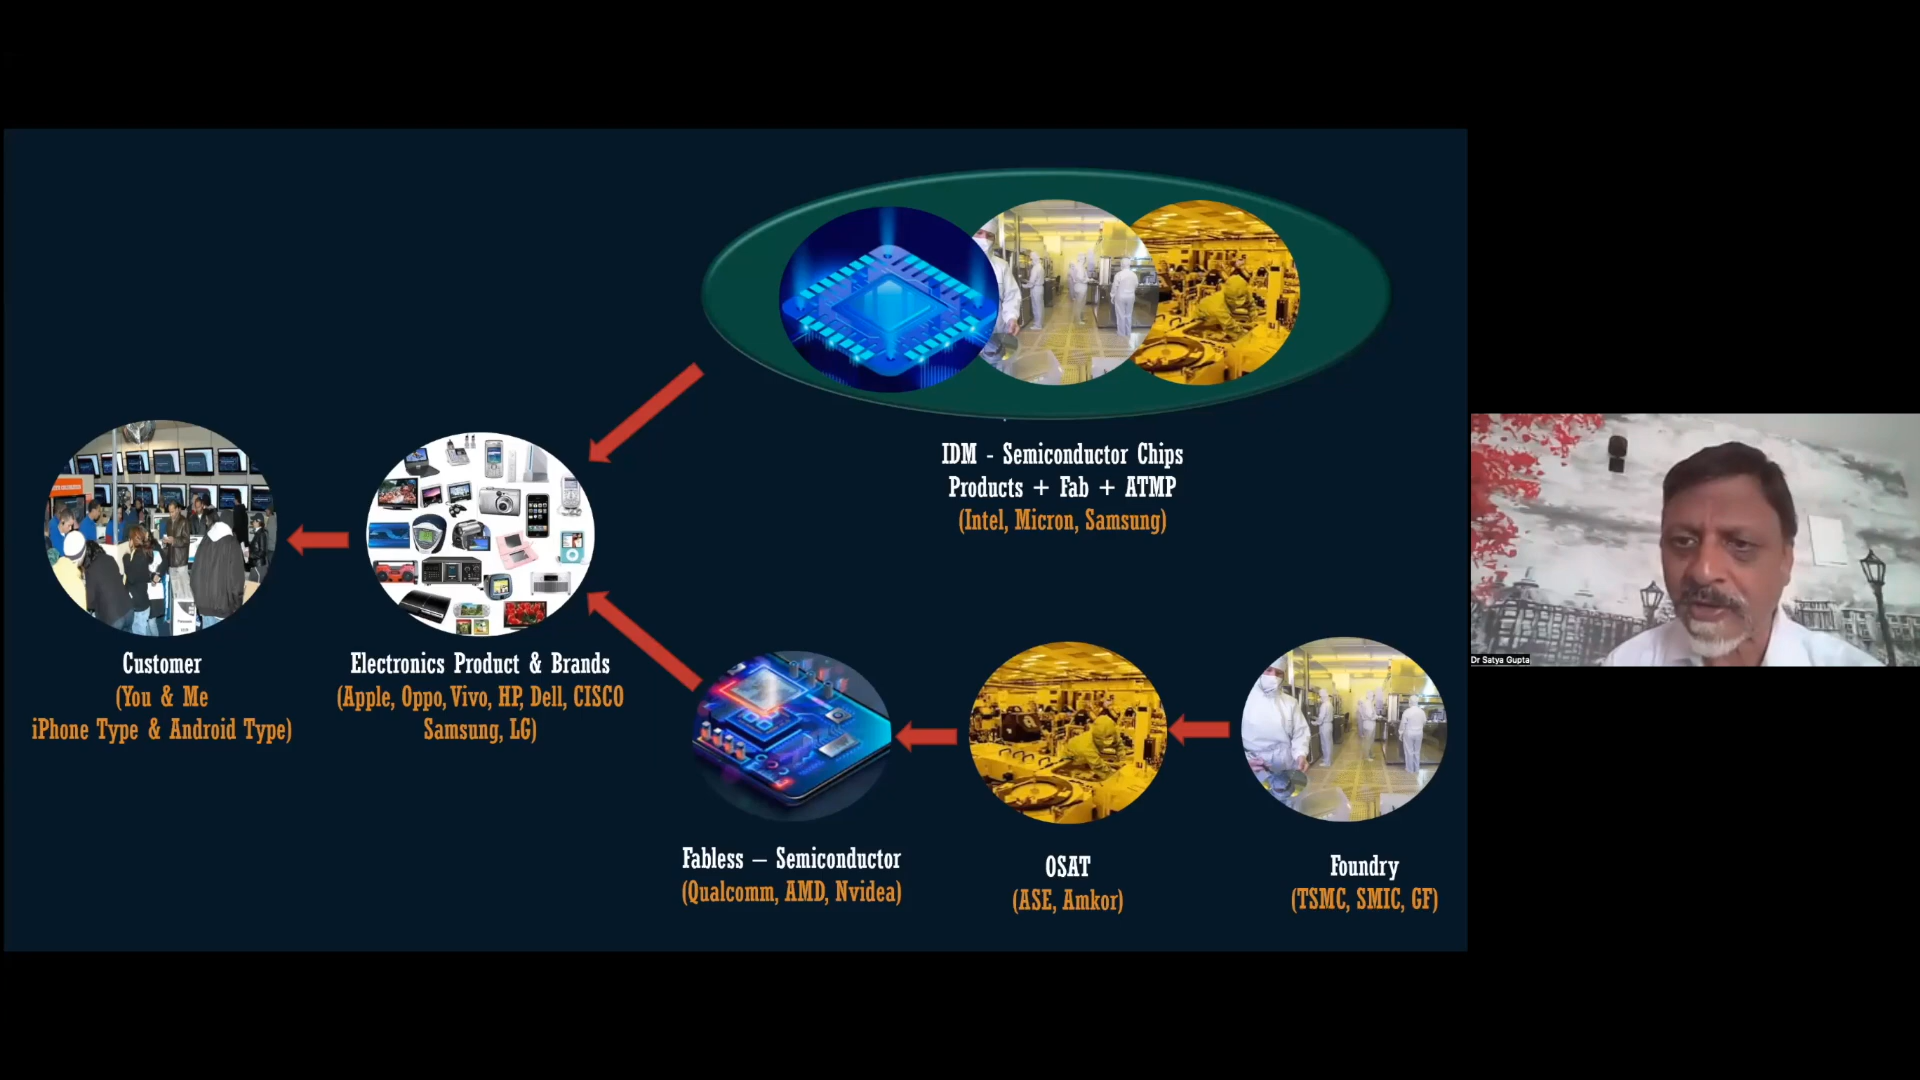 IDM - Semiconductor Chips
Products + Fab + ATMP
(Intel, Micron, Samsung)
Customer
(You & Me
iPhone Type & Android Type)
Electronics Product & Brands
(Apple, Oppo, Vivo, HP, Dell, CISCO
Samsung, LG)
Fabless – Semiconductor
(Qualcomm, AMD, Nvidea)
OSAT
(ASE, Amkor)
Foundry
(TSMC, SMIC, GF)
Dr Satya Gupta